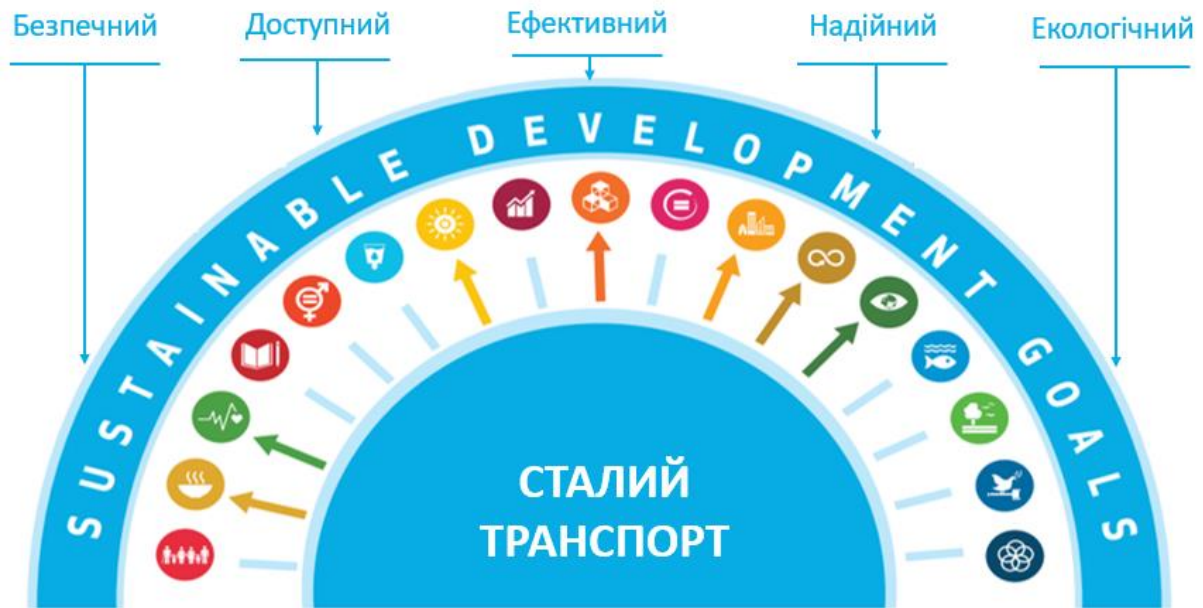 Безпечний
Доступний
Ефективний
Надійний
Екологічний
SUSTAINABLE DEVELOPMENT GOALS
СТАЛИЙ
ТРАНСПОРТ